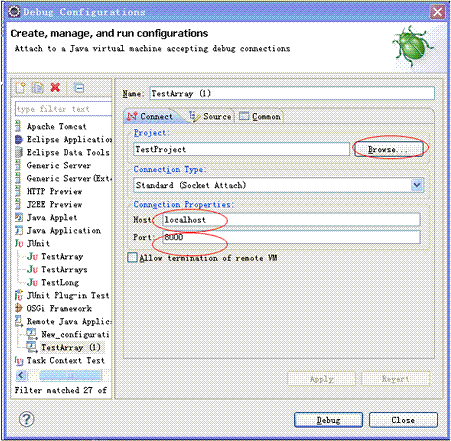 Debug Configurations
Create, manage, and run configurations
Attach to a Java virtual machine accepting debug connections
type filter text
Apache Tomcat
Eclipse Application
Eclipse Data Tools
Generic Server
Generic Server(Ext
HTTP Preview
J2EE Preview
Java Applet
Java Application
JUnit
TestArray
TestArrays
TestLong
JUnit Plug-in Test
OSGi Framework
Remote Java Applic
New_configurati
TestArray (1)
Task Context Test
Filter matched 27 of
Name: TestArray (1)
Connect Source Common
Project:
TestProject Browse...
Connection Type:
Standard (Socket Attach)
Connection Properties:
Host: localhost
Port: 8000
Allow termination of remote VM
Apply Revert
Debug Close